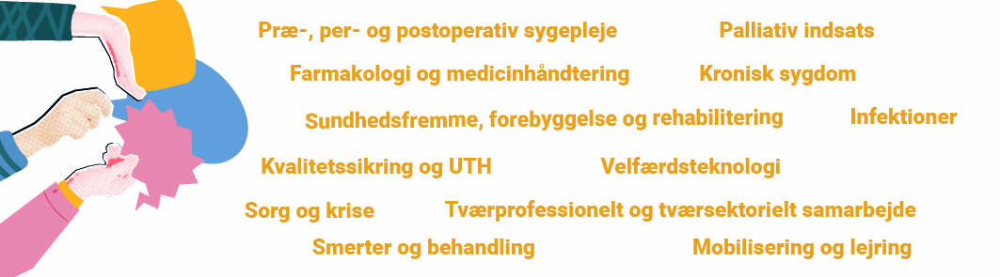 Præ-, per- og postoperativ sygepleje
Palliativ indsats
Farmakologi og medicinhåndtering
Kronisk sygdom
Sundhedsfremme, forebyggelse og rehabilitering
Infektioner
Kvalitetssikring og UTH
Velfærdsteknologi
Sorg og krise
Tværprofessionelt og tværsektorielt samarbejde
Smerter og behandling
Mobilisering og lejring